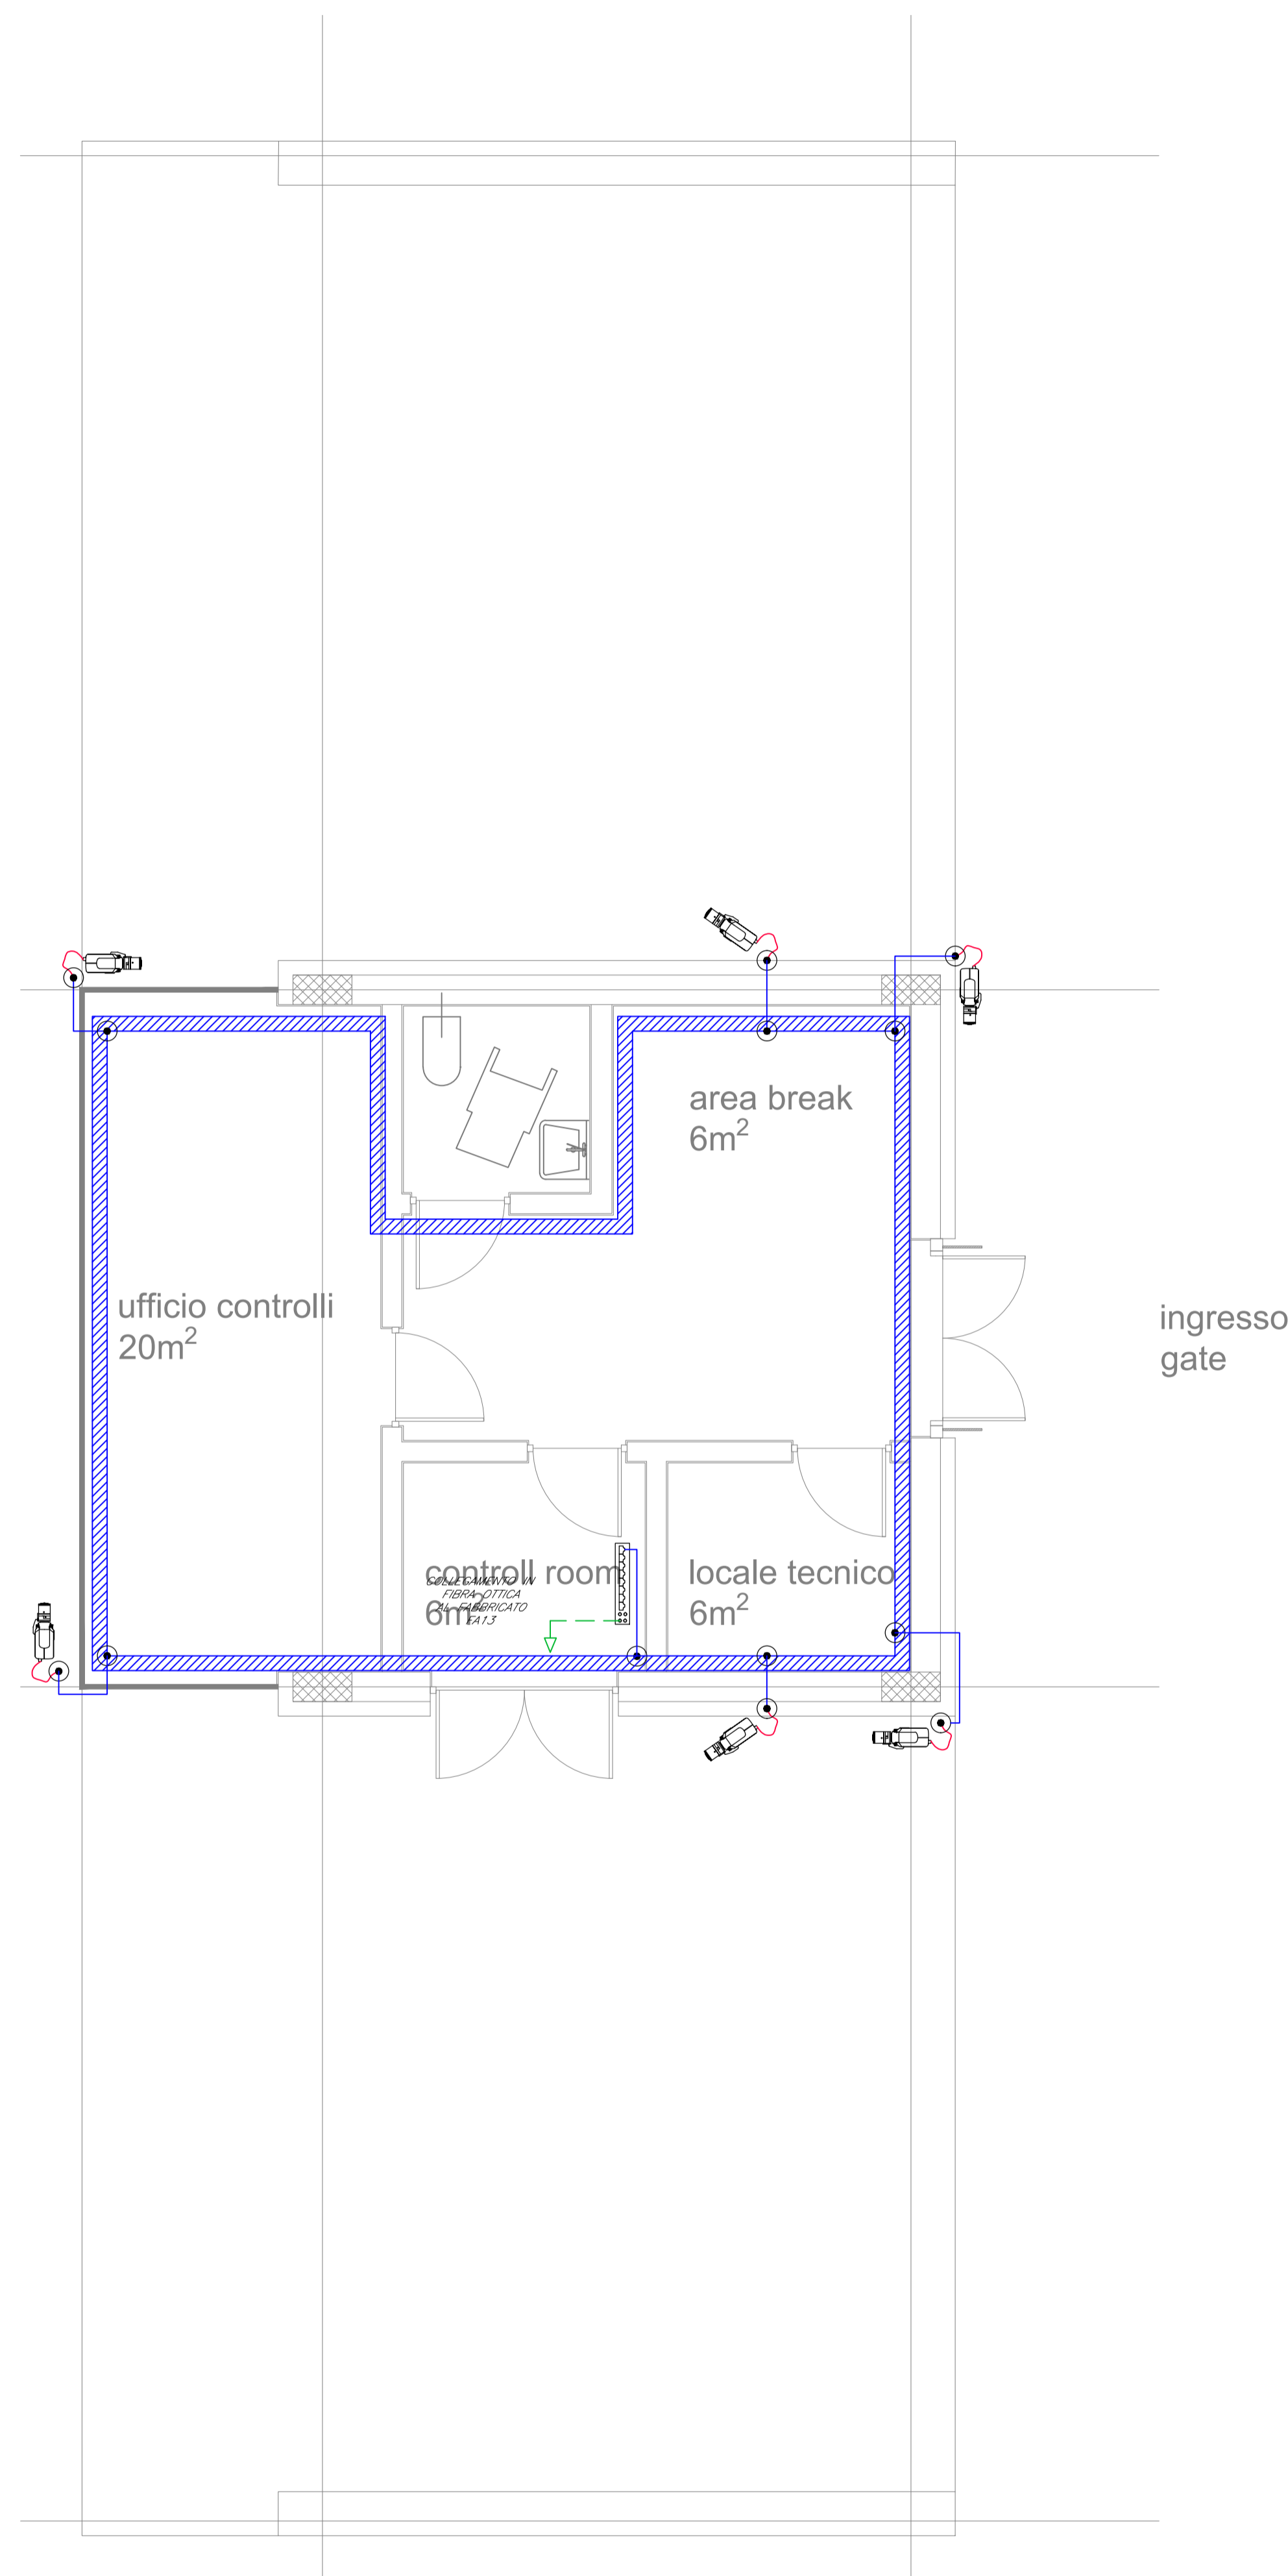 area break
6m²
ufficio controlli
20m²
ingresso
gate
controll room
6m²
COLLEGAMENTO IN
FIBRA OTTICA
AL FABBRICATO
EA13
locale tecnico
6m²